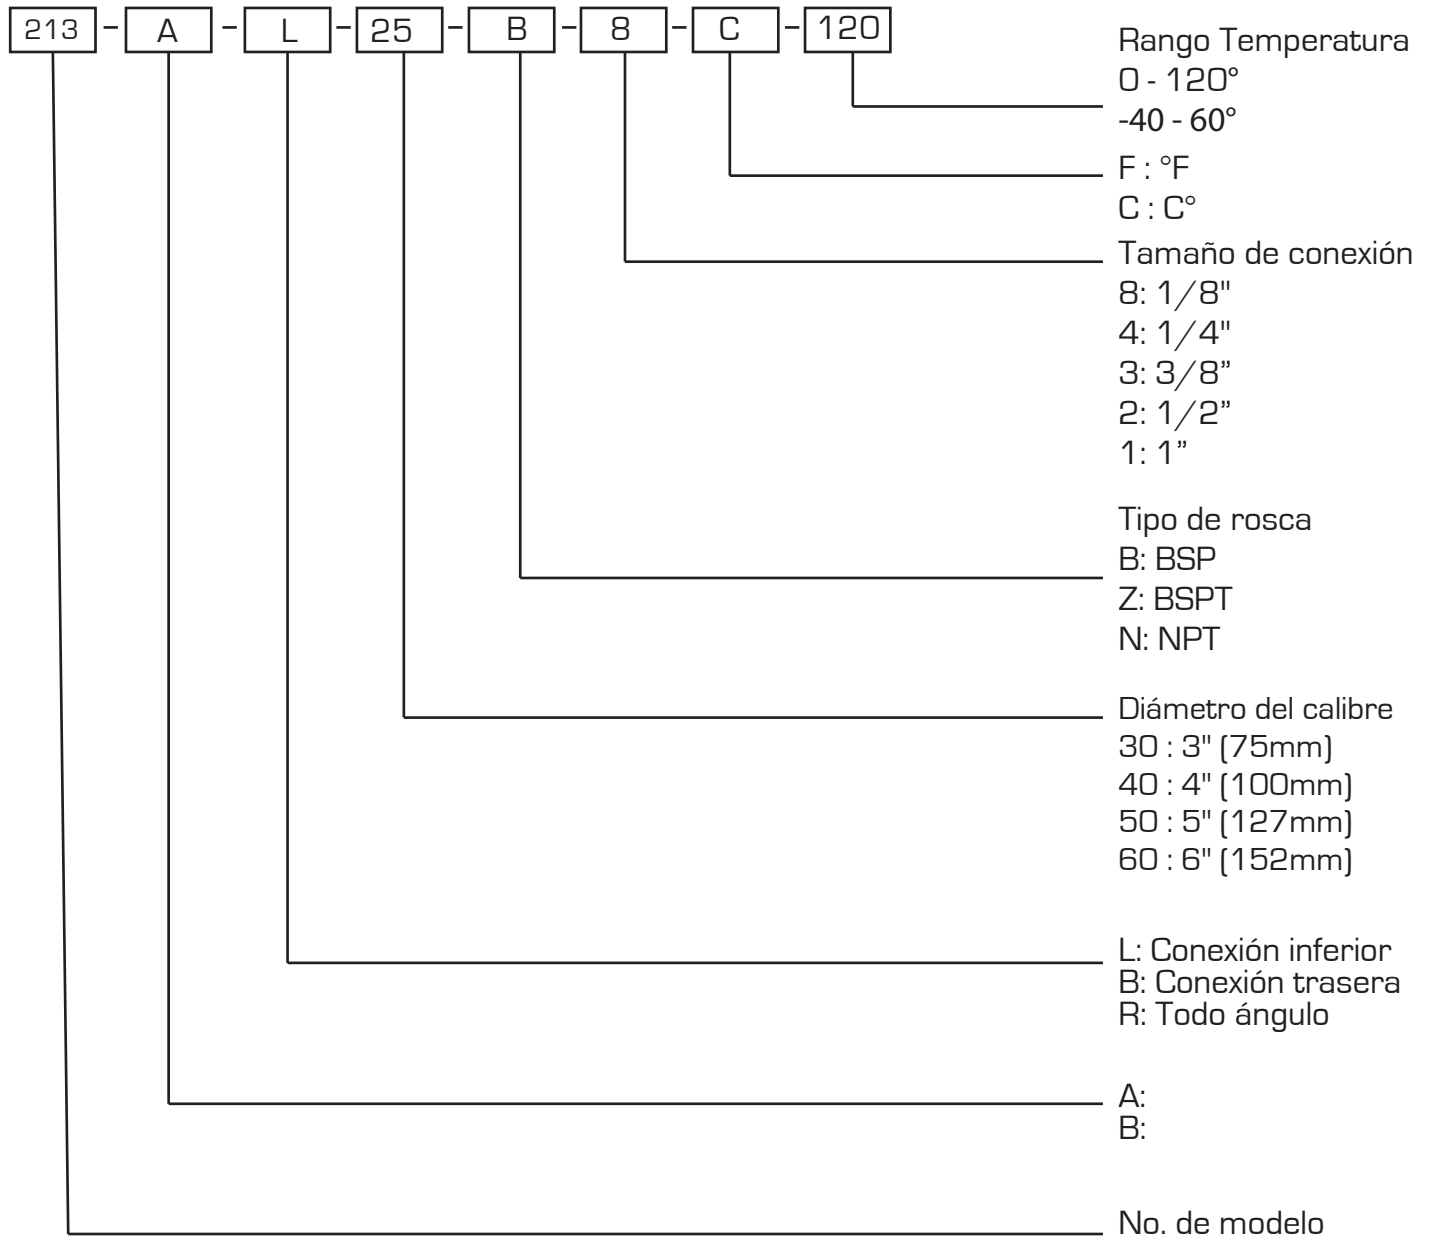 213 - A - L - 25 - B - 8 - C - 120
Rango Temperatura
0 - 120°
-40 - 60°
F : °F
C : C°
Tamaño de conexión
8: 1/8"
4: 1/4"
3: 3/8”
2: 1/2”
1: 1”
Tipo de rosca
B: BSP
Z: BSPT
N: NPT
Diámetro del calibre
30 : 3" (75mm)
40 : 4" (100mm)
50 : 5" (127mm)
60 : 6" (152mm)
L: Conexión inferior
B: Conexión trasera
R: Todo ángulo
A:
B:
No. de modelo